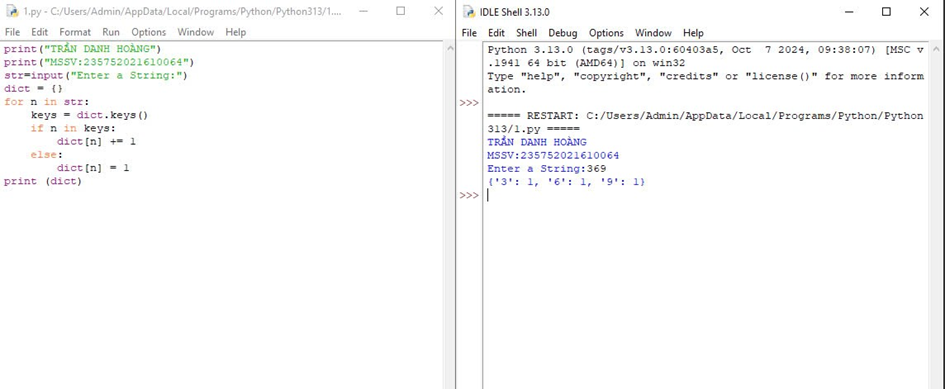 1.py - C:/Users/Admin/AppData/Local/Programs/Python/Python313/1....
File Edit Format Run Options Window Help
print("TRẦN DANH HOÀNG")
print("MSSV:235752021610064")
str=input("Enter a String:")
dict = {}
for n in str:
    keys = dict.keys()
    if n in keys:
        dict[n] += 1
    else:
        dict[n] = 1
print (dict)
IDLE Shell 3.13.0
File Edit Shell Debug Options Window Help
Python 3.13.0 (tags/v3.13.0:60403a5, Oct  7 2024, 09:38:07) [MSC v
.1941 64 bit (AMD64)] on win32
Type "help", "copyright", "credits" or "license()" for more inform
ation.
>>>
===== RESTART: C:/Users/Admin/AppData/Local/Programs/Python/Python
313/1.py =====
TRẦN DANH HOÀNG
MSSV:235752021610064
Enter a String:369
{'3': 1, '6': 1, '9': 1}
>>>